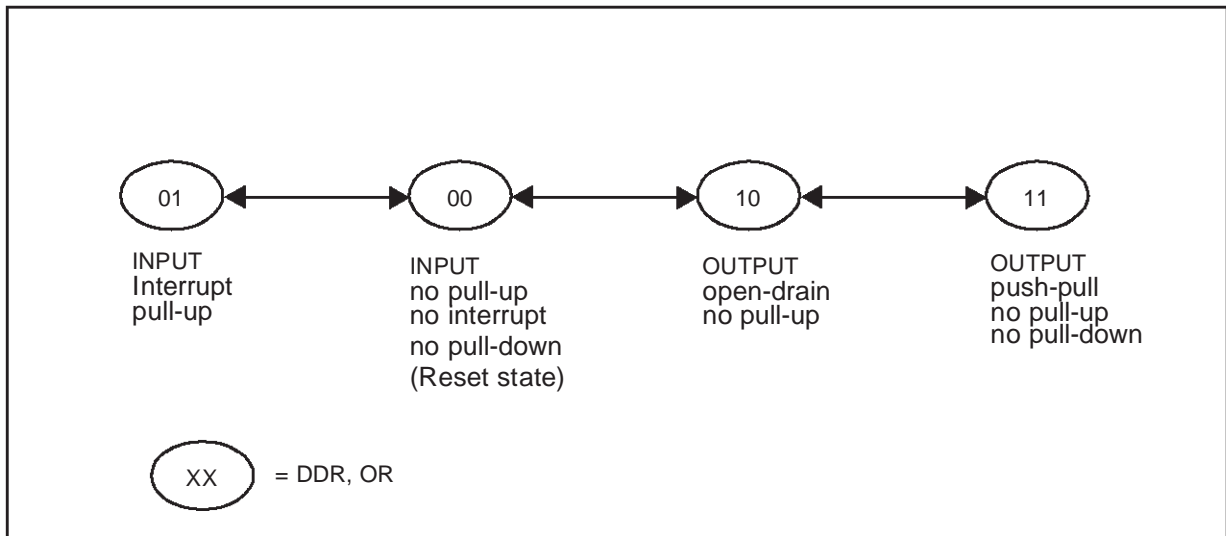 01
00
10
11
INPUT
Interrupt
pull-up
INPUT
no pull-up
no interrupt
no pull-down
(Reset state)
OUTPUT
open-drain
no pull-up
OUTPUT
push-pull
no pull-up
no pull-down
XX
= DDR, OR